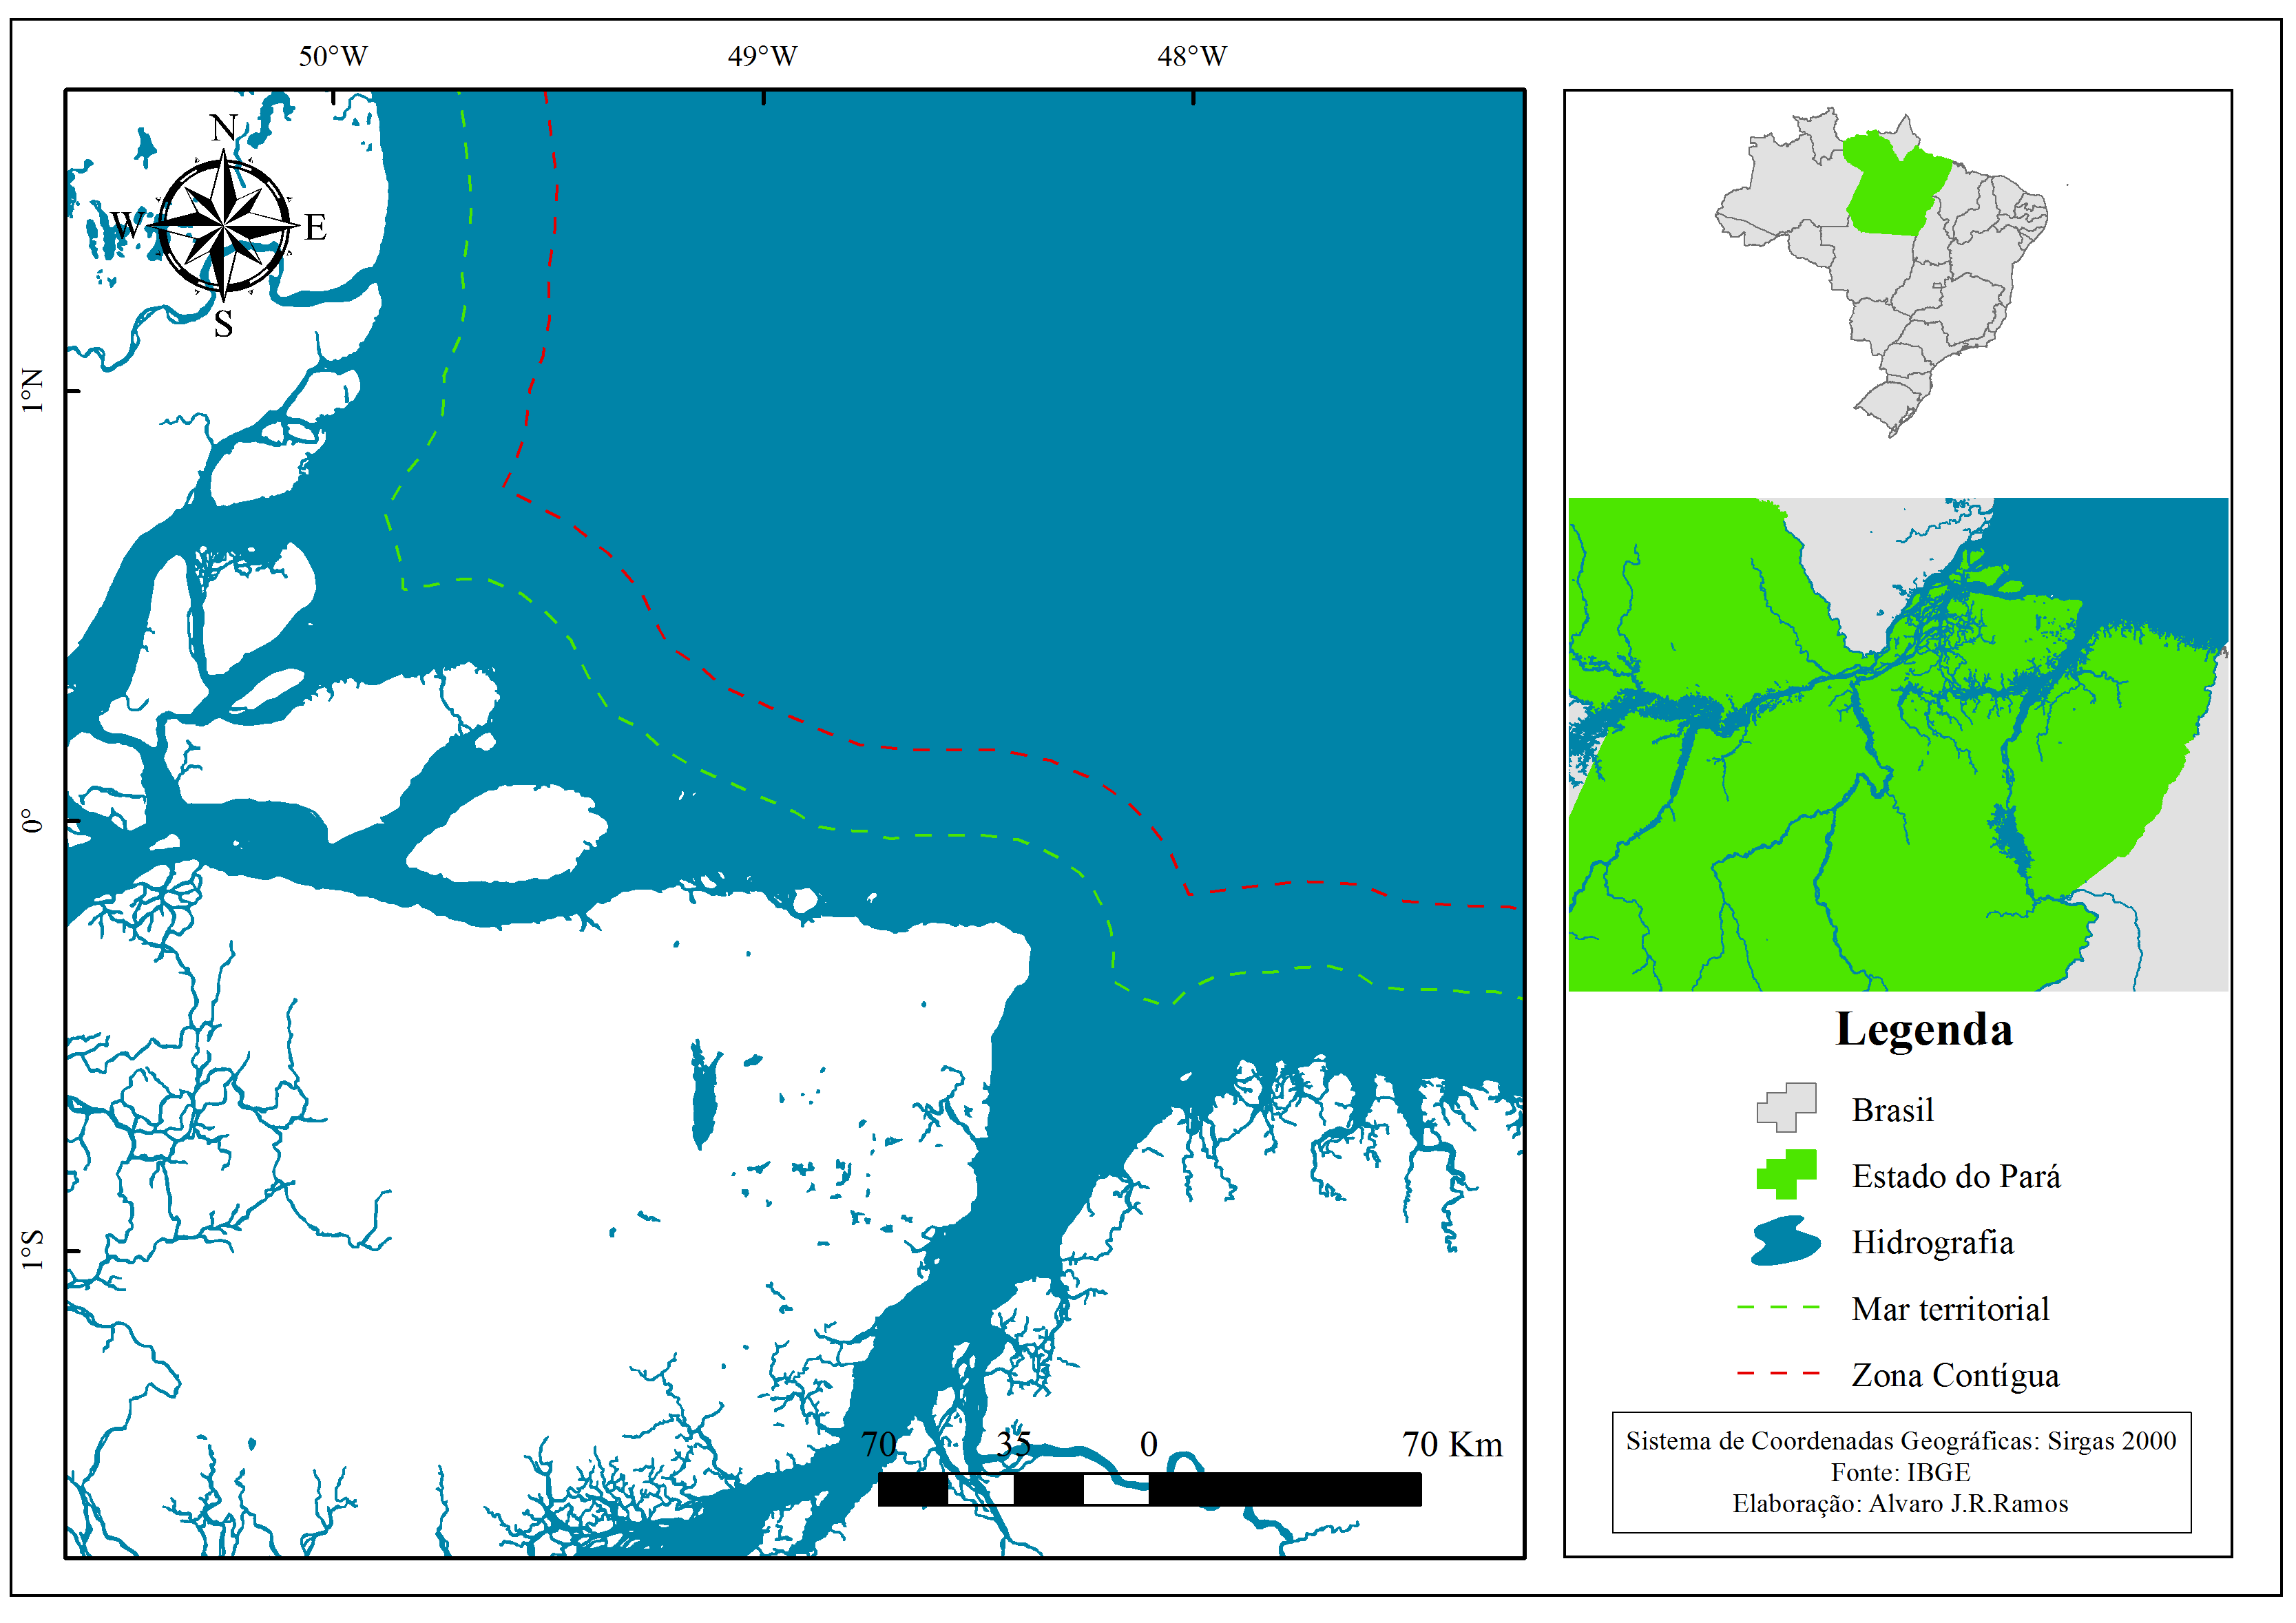 50°W
49°W
48°W
N
W
E
S
1°N
0°
1°S
70
35
0
70 Km
Legenda
Brasil
Estado do Pará
Hidrografia
Mar territorial
Zona Contígua
Sistema de Coordenadas Geográficas: Sirgas 2000
Fonte: IBGE
Elaboração: Alvaro J.R.Ramos